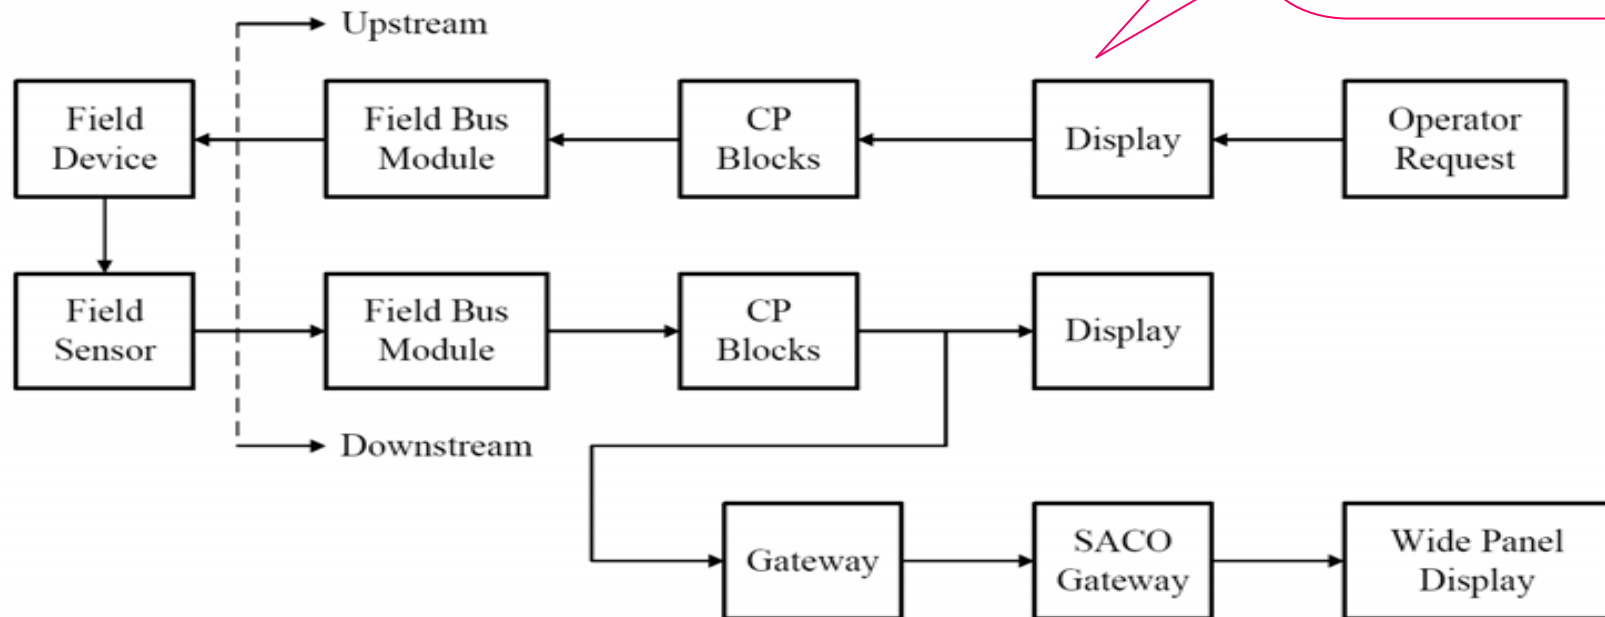 Upstream
Field
Device
Field Bus
Module
CP
Blocks
Display
Operator
Request
Field
Sensor
Field Bus
Module
CP
Blocks
Display
Downstream
Gateway
SACO
Gateway
Wide Panel
Display